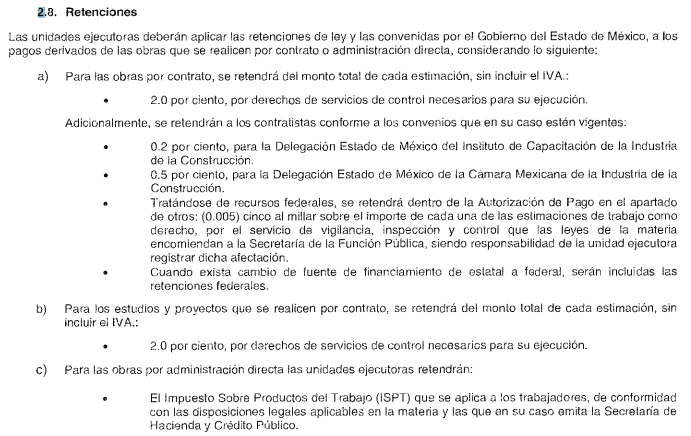 2.8. Retenciones
Las unidades ejecutoras deberán aplicar las retenciones de ley y las convenidas por el Gobierno del Estado de México, a los
pagos derivados de las obras que se realicen por contrato o administración directa, considerando lo siguiente:
a) Para las obras por contrato, se retendrá del monto total de cada estimación, sin incluir el IVA.:
• 2.0 por ciento, por derechos de servicios de control necesarios para su ejecución.
Adicionalmente, se retendrán a los contratistas conforme a los convenios que en su caso estén vigentes:
• 0.2 por ciento, para la Delegación Estado de México del Instituto de Capacitación de la Industria
de la Construcción.
• 0.5 por ciento, para la Delegación Estado de México de la Cámara Mexicana de la Industria de la
Construcción.
• Tratándose de recursos federales, se retendrá dentro de la Autorización de Pago en el apartado
de otros: (0.005) cinco al millar sobre el importe de cada una de las estimaciones de trabajo como
derecho, por el servicio de vigilancia, inspección y control que las leyes de la materia
encomiendan a la Secretaría de la Función Pública, siendo responsabilidad de la unidad ejecutora
registrar dicha afectación.
• Cuando exista cambio de fuente de financiamiento de estatal a federal, serán incluidas las
retenciones federales.
b) Para los estudios y proyectos que se realicen por contrato, se retendrá del monto total de cada estimación, sin
incluir el IVA.:
• 2.0 por ciento, por derechos de servicios de control necesarios para su ejecución.
c) Para las obras por administración directa las unidades ejecutoras retendrán:
• El Impuesto Sobre Productos del Trabajo (ISPT) que se aplica a los trabajadores, de conformidad
con las disposiciones legales aplicables en la materia y las que en su caso emita la Secretaría de
Hacienda y Crédito Público.